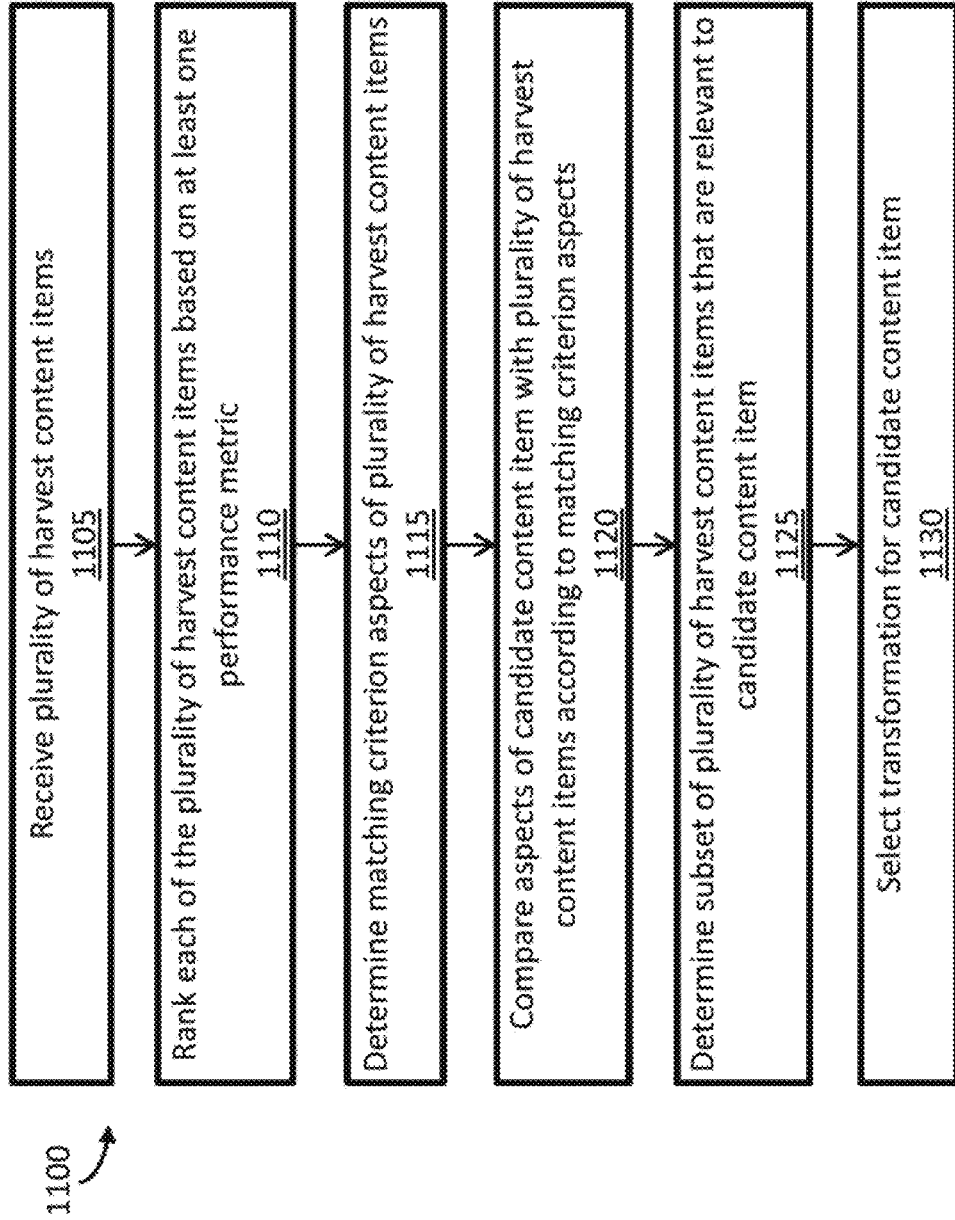 1100
Receive plurality of harvest content items
1105
Rank each of the plurality of harvest content items based on at least one
performance metric
1110
Determine matching criterion aspects of plurality of harvest content items
1115
Compare aspects of candidate content item with plurality of harvest
content items according to matching criterion aspects
1120
Determine subset of plurality of harvest content items that are relevant to
candidate content item
1125
Select transformation for candidate content item
1130